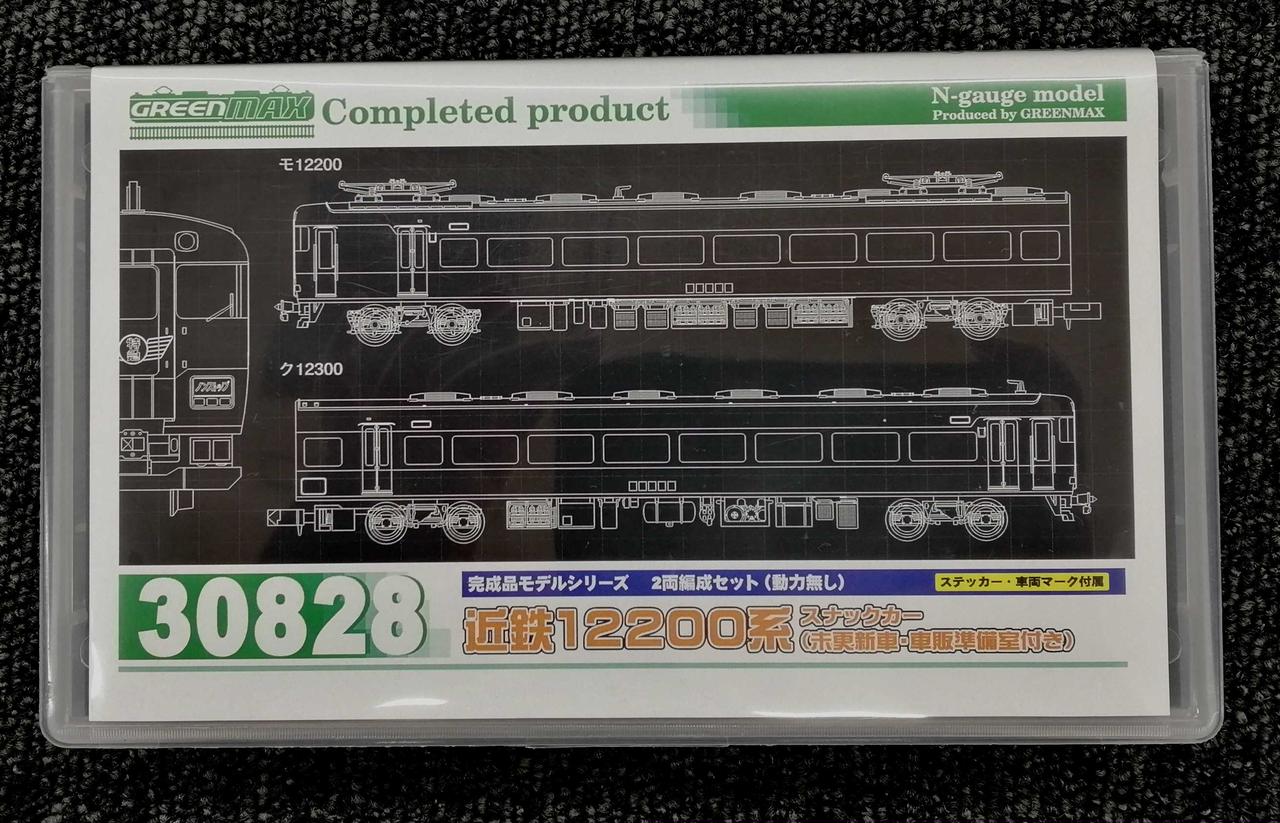 GREENMAX
Completed product
N-gauge model
Produced by GREENMAX
モ12200
特急
ノンストップ
ク12300
30828
完成品モデルシリーズ 2両編成セット(動力無し)
ステッカー・車両マーク付属
近鉄12200系 スナックカー
(未更新車・車販準備室付き)